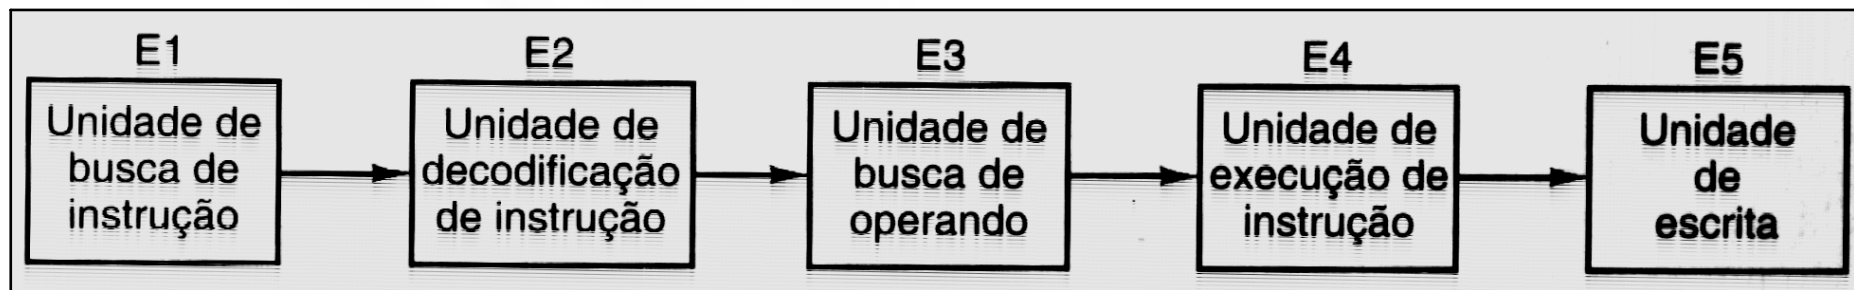 E1
Unidade de
busca de
instrução
E2
Unidade de
decodificação
de instrução
E3
Unidade de
busca de
operando
E4
Unidade de
execução de
instrução
E5
Unidade
de
escrita